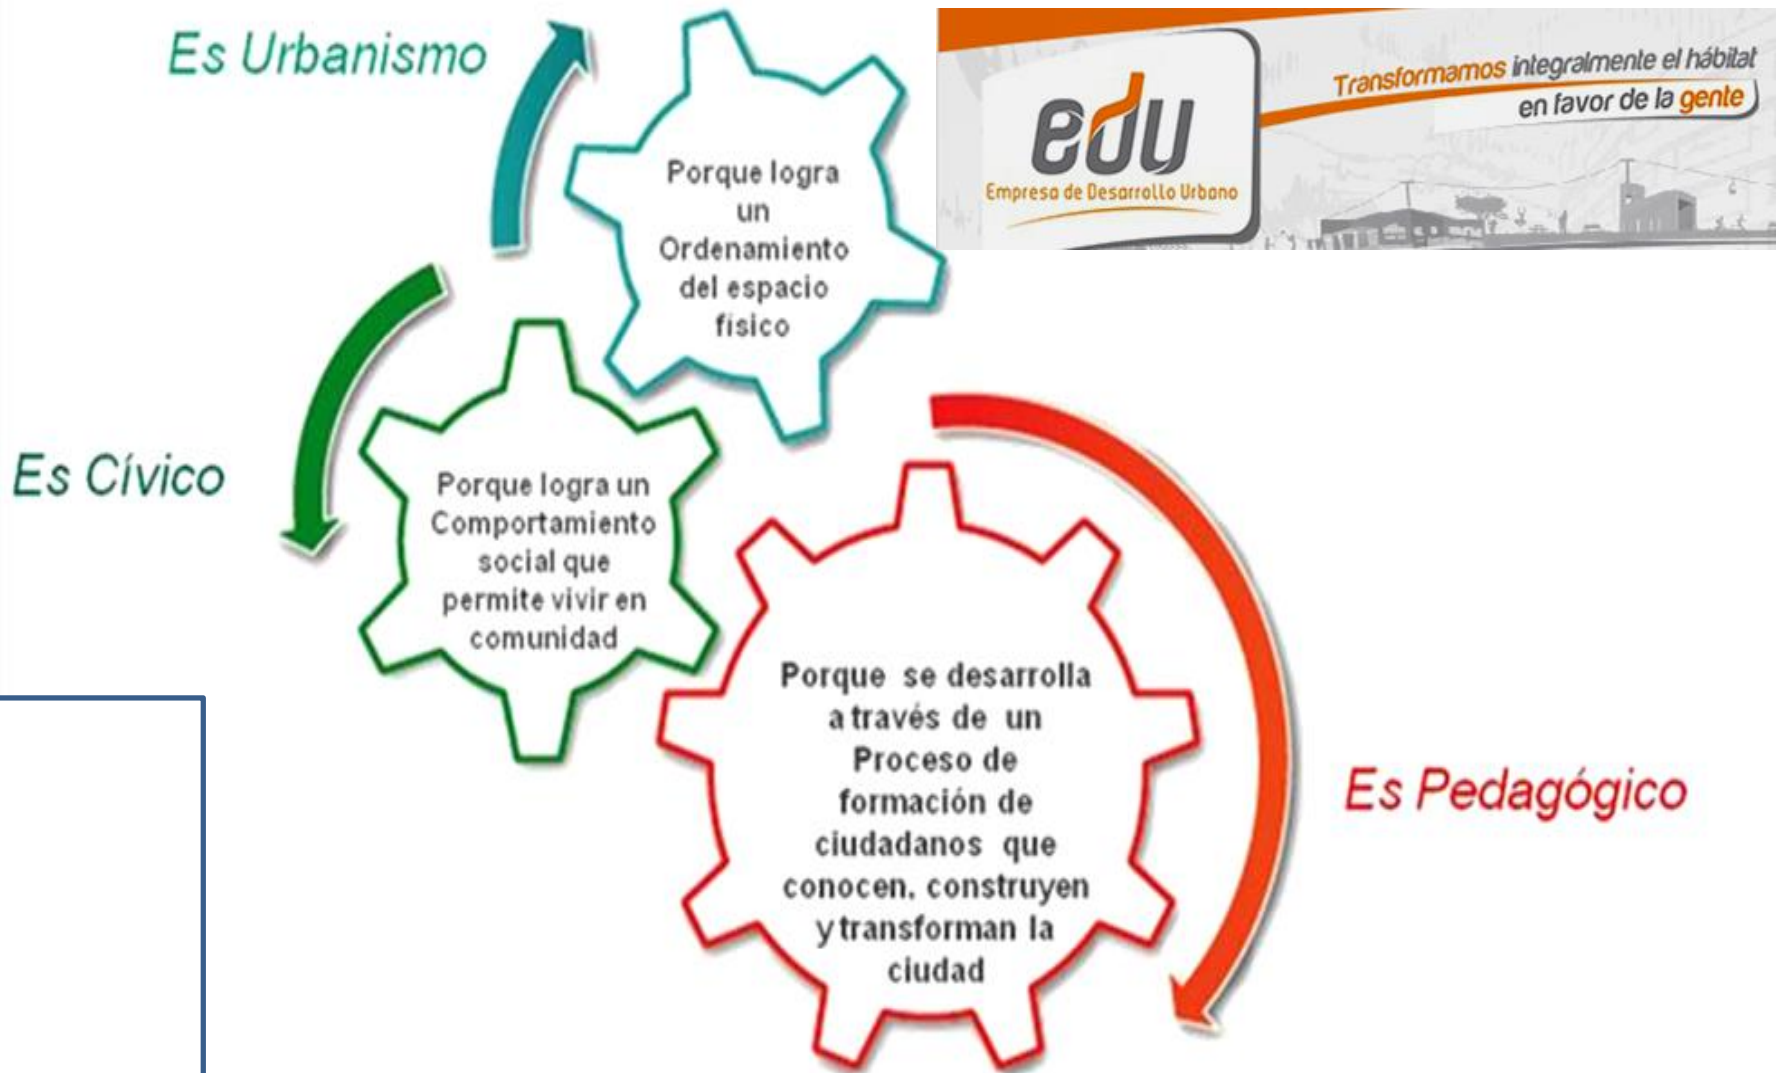 Es Urbanismo
Porque logra
un
Ordenamiento
del espacio
físico
edu
Empresa de Desarrollo Urbano
Transformamos integralmente el hábitat
en favor de la gente
Es Cívico
Porque logra un
Comportamiento
social que
permite vivir en
comunidad
Porque se desarrolla
a través de un
Proceso de
formación de
ciudadanos que
conocen, construyen
y transforman la
ciudad
Es Pedagógico